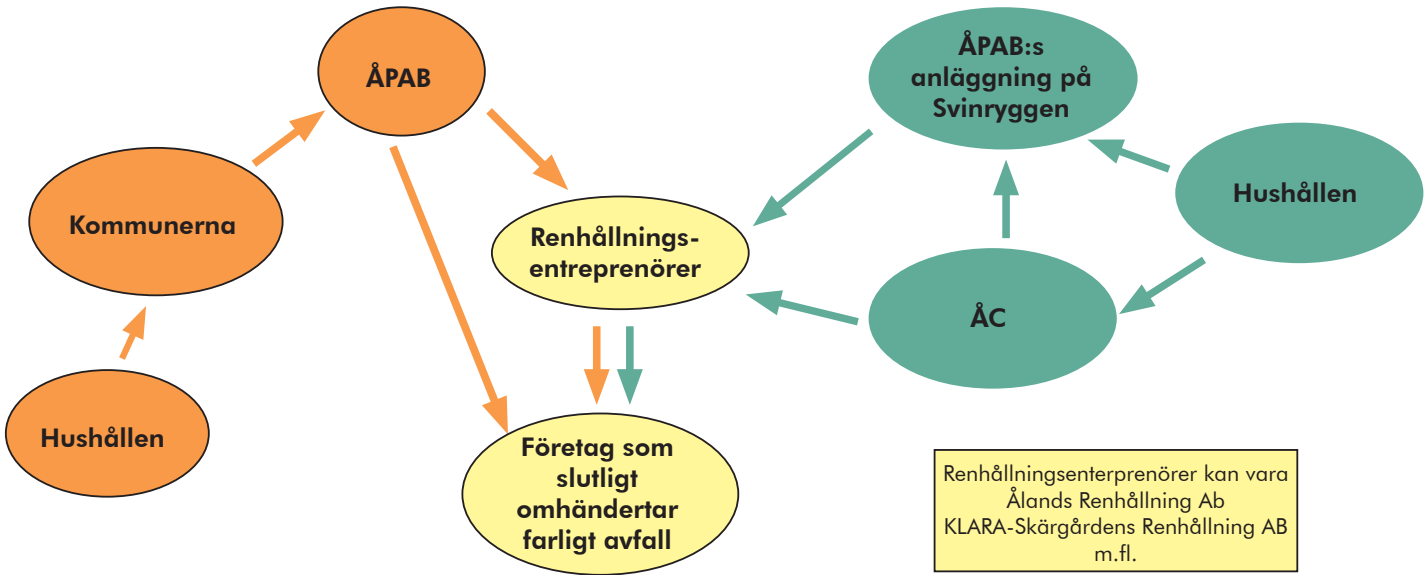 ÅPAB
Kommunerna
Hushållen
Renhållnings-
entreprenörer
Företag som
slutligt
omhändertar
farligt avfall
ÅPAB:s
anläggning på
Svinryggen
Hushållen
ÅC
Renhållningsenterprenörer kan vara
Ålands Renhållning Ab
KLARA-Skärgårdens Renhållning AB
m.fl.